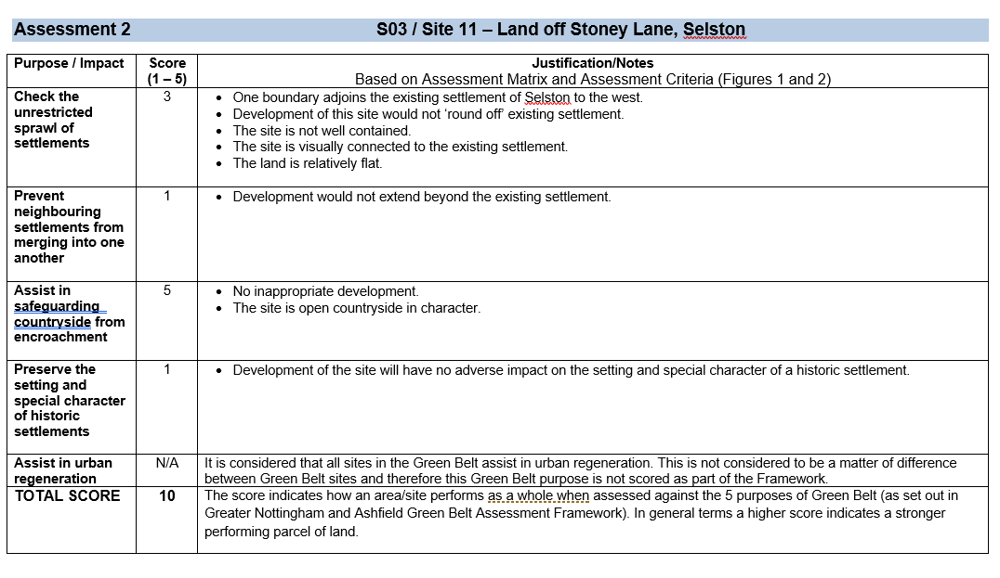 Assessment 2 S03 / Site 11 – Land off Stoney Lane, Selston
Purpose / Impact
Score
(1 – 5)
Justification/Notes
Based on Assessment Matrix and Assessment Criteria (Figures 1 and 2)
Check the
unrestricted
sprawl of
settlements
3
• One boundary adjoins the existing settlement of Selston to the west.
• Development of this site would not ‘round off’ existing settlement.
• The site is not well contained.
• The site is visually connected to the existing settlement.
• The land is relatively flat.
Prevent
neighbouring
settlements from
merging into one
another
1
• Development would not extend beyond the existing settlement.
Assist in
safeguarding
countryside from
encroachment
5
• No inappropriate development.
• The site is open countryside in character.
Preserve the
setting and
special character
of historic
settlements
1
• Development of the site will have no adverse impact on the setting and special character of a historic settlement.
Assist in urban
regeneration
N/A
It is considered that all sites in the Green Belt assist in urban regeneration. This is not considered to be a matter of difference
between Green Belt sites and therefore this Green Belt purpose is not scored as part of the Framework.
TOTAL SCORE
10
The score indicates how an area/site performs as a whole when assessed against the 5 purposes of Green Belt (as set out in
Greater Nottingham and Ashfield Green Belt Assessment Framework). In general terms a higher score indicates a stronger
performing parcel of land.